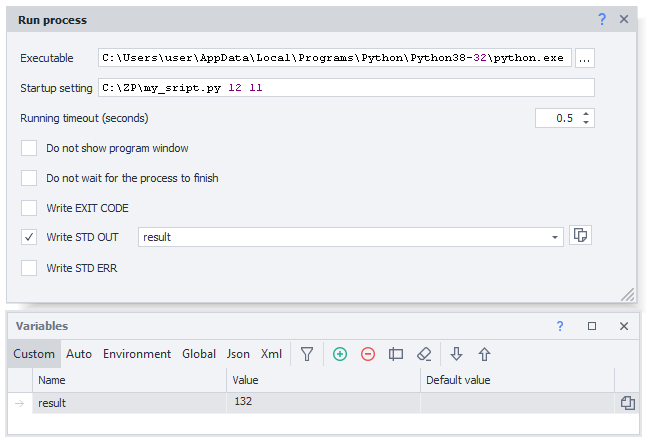 Run process
?
Executable C:\Users\user\AppData\Local\Programs\Python\Python38-32\python.exe ...
Startup setting C:\ZP\my_sript.py 12 11
Running timeout (seconds) 0.5
Do not show program window
Do not wait for the process to finish
Write EXIT CODE
Write STD OUT result
Write STD ERR
Variables
?
Custom Auto Environment Global Json Xml
Name Value Default value
result 132